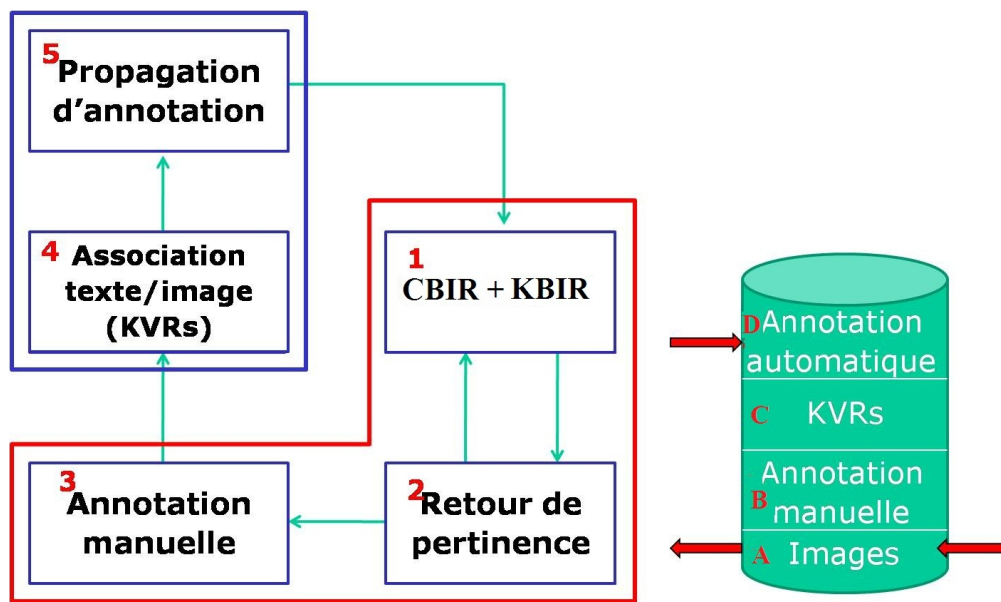 5
Propagation
d’annotation
4 Association
texte/image
(KVRs)
1
CBIR + KBIR
3
Annotation
manuelle
2 Retour de
pertinence
D Annotation
automatique
C KVRs
Annotation
B manuelle
A Images